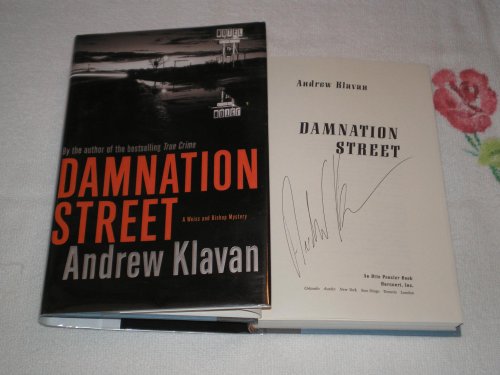 MOTEL
MOTEL
By the author of the bestselling True Crime
DAMNATION
STREET
A Weiss and Bishop Mystery
Andrew Klavan
Andrew Klavan
DAMNATION
STREET
An Otto Penzler Book
Harcourt, Inc.
Orlando Austin New York San Diego Toronto London